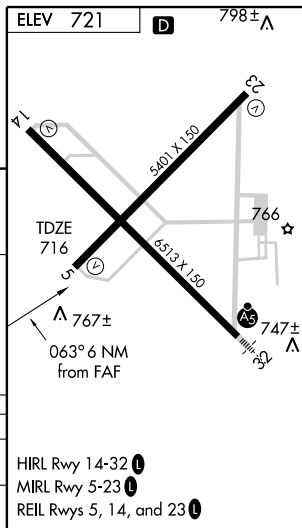 ELEV 721
D
798±
14
23
V
V
5401 X 150
TDZE
716
766
6513 X 150
5
V
A5
767±
747±
32
063° 6 NM
from FAF
HIRL Rwy 14-32 L
MIRL Rwy 5-23 L
REIL Rwys 5, 14, and 23 L